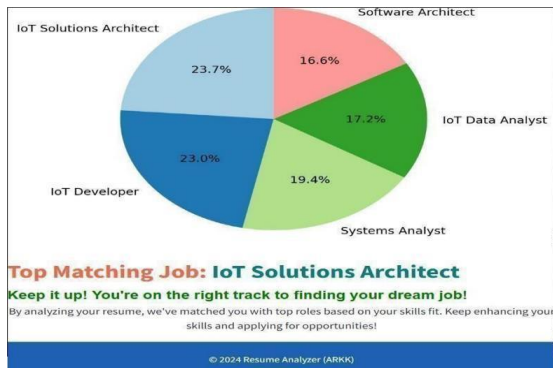 Software Architect
IoT Solutions Architect
23.7%
16.6%
17.2%
IoT Data Analyst
23.0%
19.4%
IoT Developer
Systems Analyst
Top Matching Job: IoT Solutions Architect
Keep it up! You're on the right track to finding your dream job!
By analyzing your resume, we've matched you with top roles based on your skills fit. Keep enhancing your
skills and applying for opportunities!
© 2024 Resume Analyzer (ARKK)